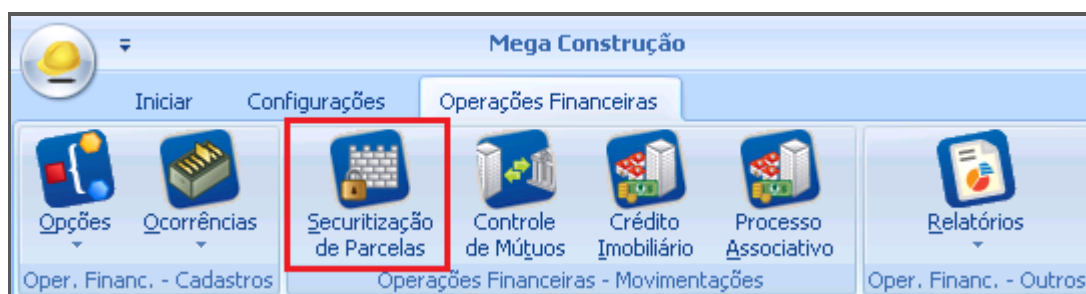 Mega Construção
Iniciar Configurações Operações Financeiras
Opções Ocorrências Securitização de Parcelas Controle de Mútuos Crédito Imobiliário Processo Associativo Relatórios
Oper. Financ. - Cadastros Operações Financeiras - Movimentações Oper. Financ. - Outros